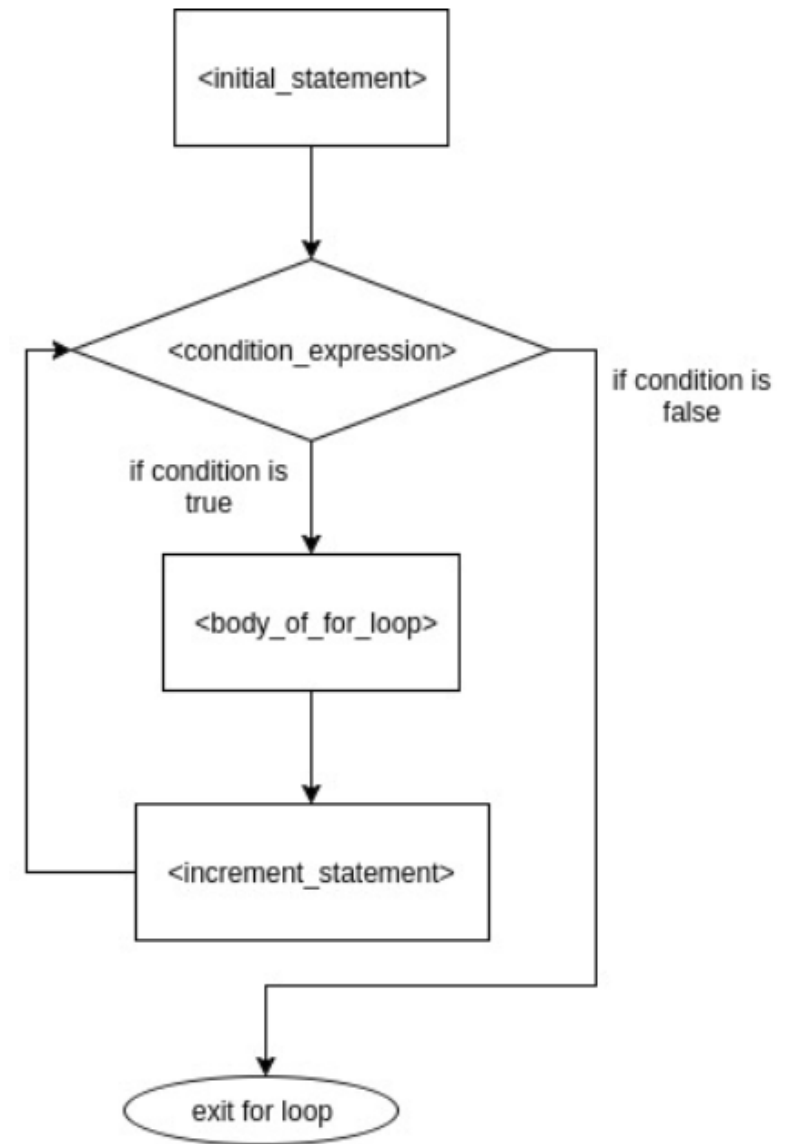 <initial_statement>
<condition_expression>
if condition is
false
if condition is
true
<body_of_for_loop>
<increment_statement>
exit for loop